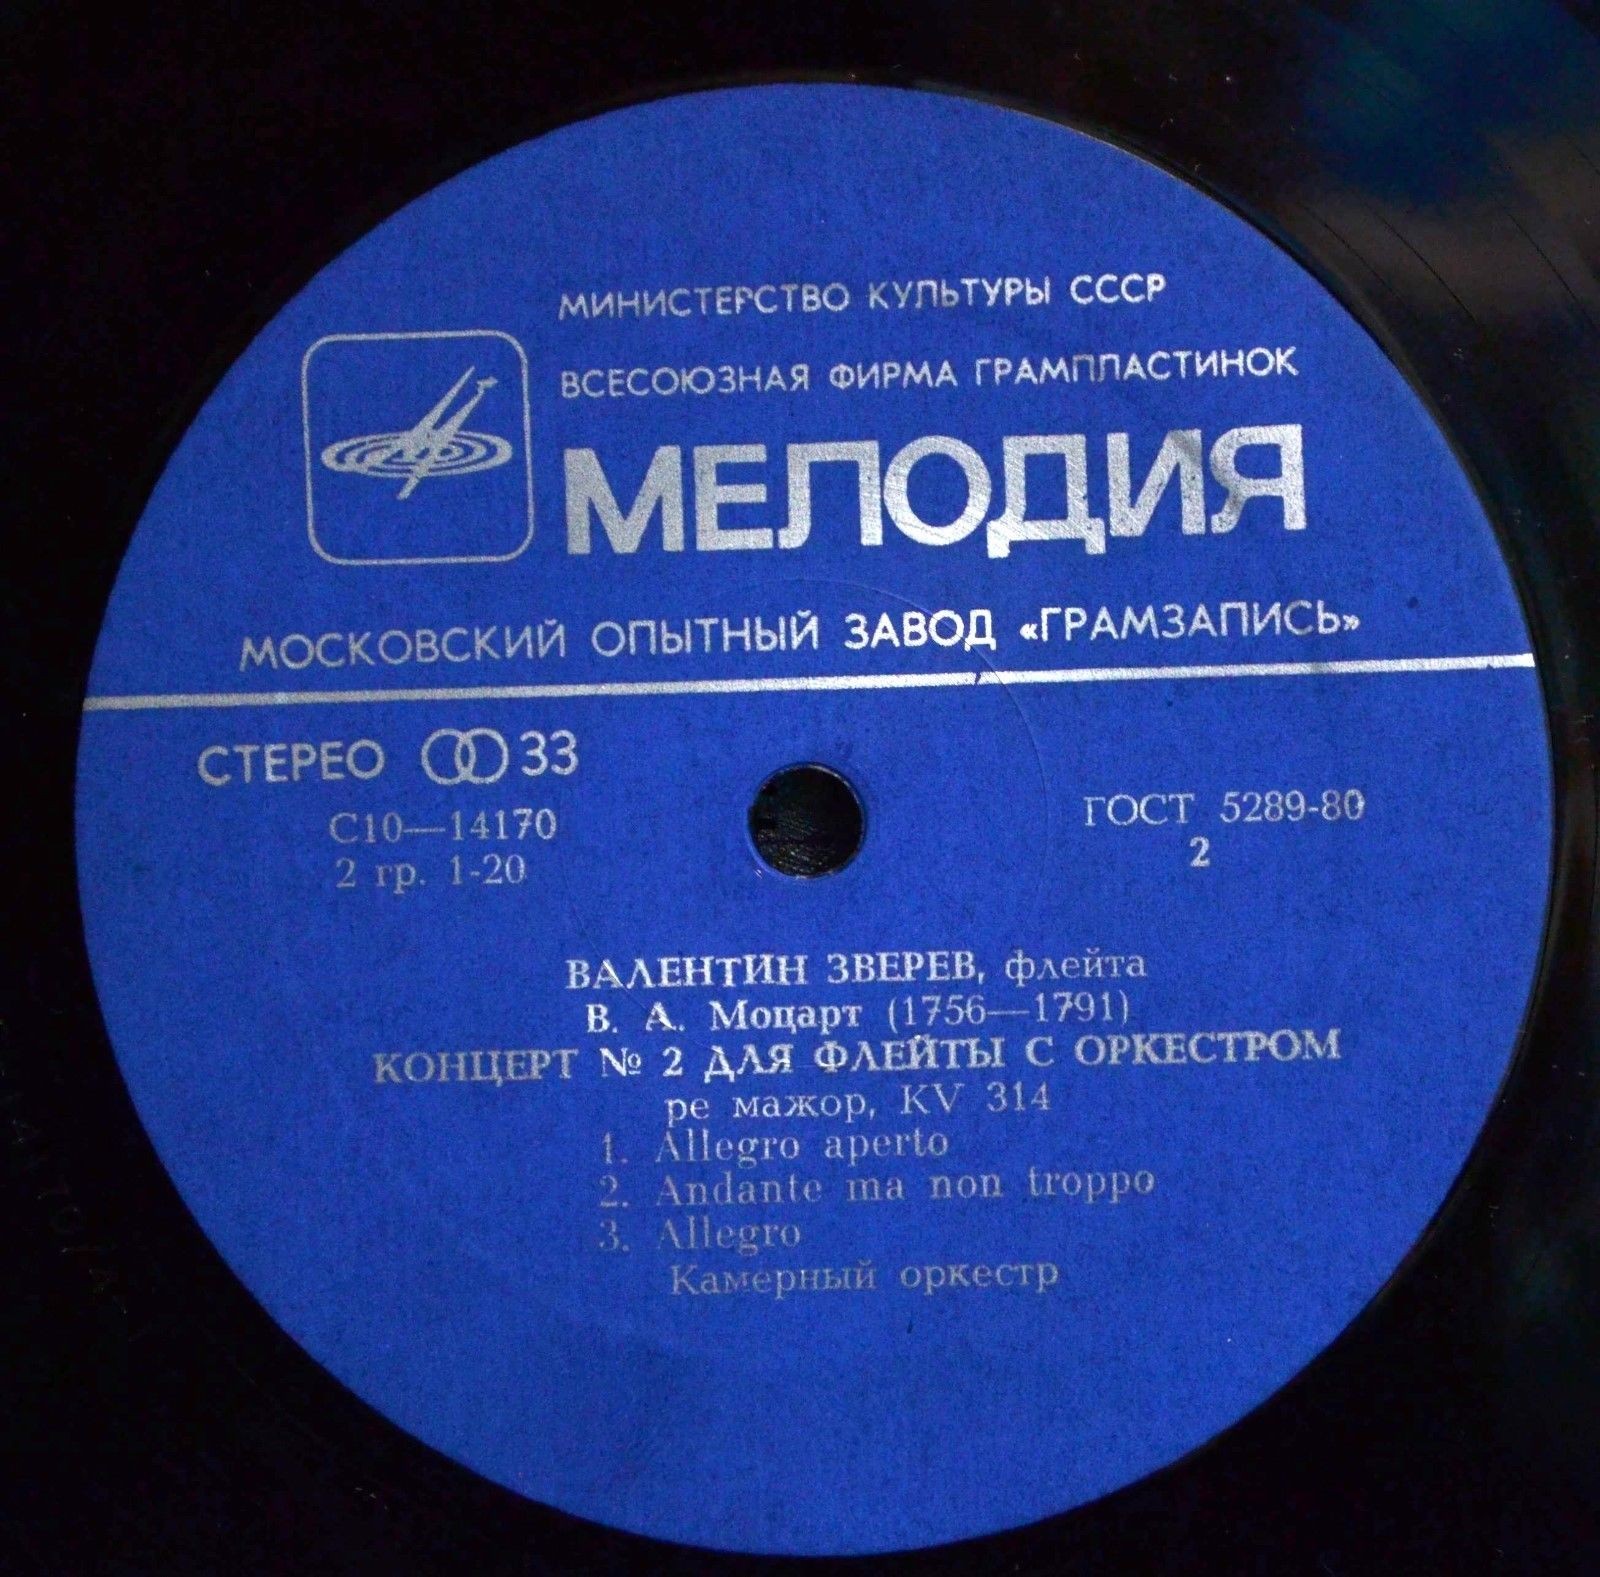 МИНИСТЕРСТВО КУЛЬТУРЫ СССР
ВСЕСОЮЗНАЯ ФИРМА ГРАМПЛАСТИНОК
МЕЛОДИЯ
МОСКОВСКИЙ ОПЫТНЫЙ ЗАВОД «ГРАМЗАПИСЬ»
СТЕРЕО 33
С10—14170
2 гр. 1-20
ГОСТ 5289-80
2
ВАЛЕНТИН ЗВЕРЕВ, флейта
В. А. Моцарт (1756—1791)
КОНЦЕРТ № 2 ДЛЯ ФЛЕЙТЫ С ОРКЕСТРОМ
ре мажор, KV 314
1. Allegro aperto
2. Andante ma non troppo
3. Allegro
Камерный оркестр